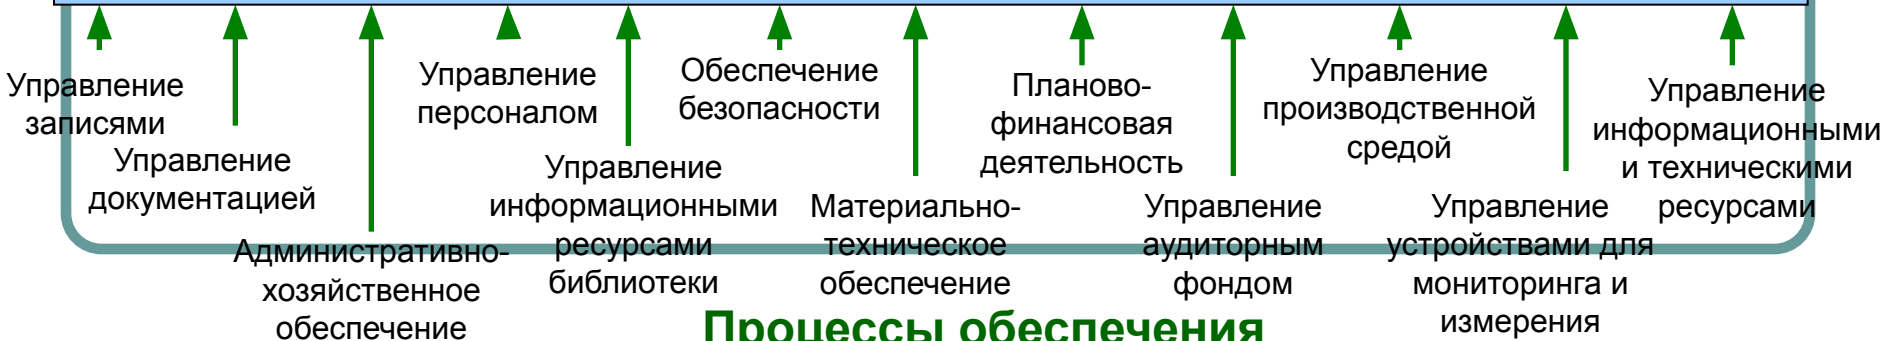 Управление
записями
Управление
документацией
Административно-
хозяйственное
обеспечение
Управление
персоналом
Управление
информационными
ресурсами
библиотеки
Обеспечение
безопасности
Материально-
техническое
обеспечение
Планово-
финансовая
деятельность
Управление
аудиторным
фондом
Управление
производственной
средой
Управление
устройствами для
мониторинга и
измерения
Управление
информационными
и техническими
ресурсами
Процессы обеспечения